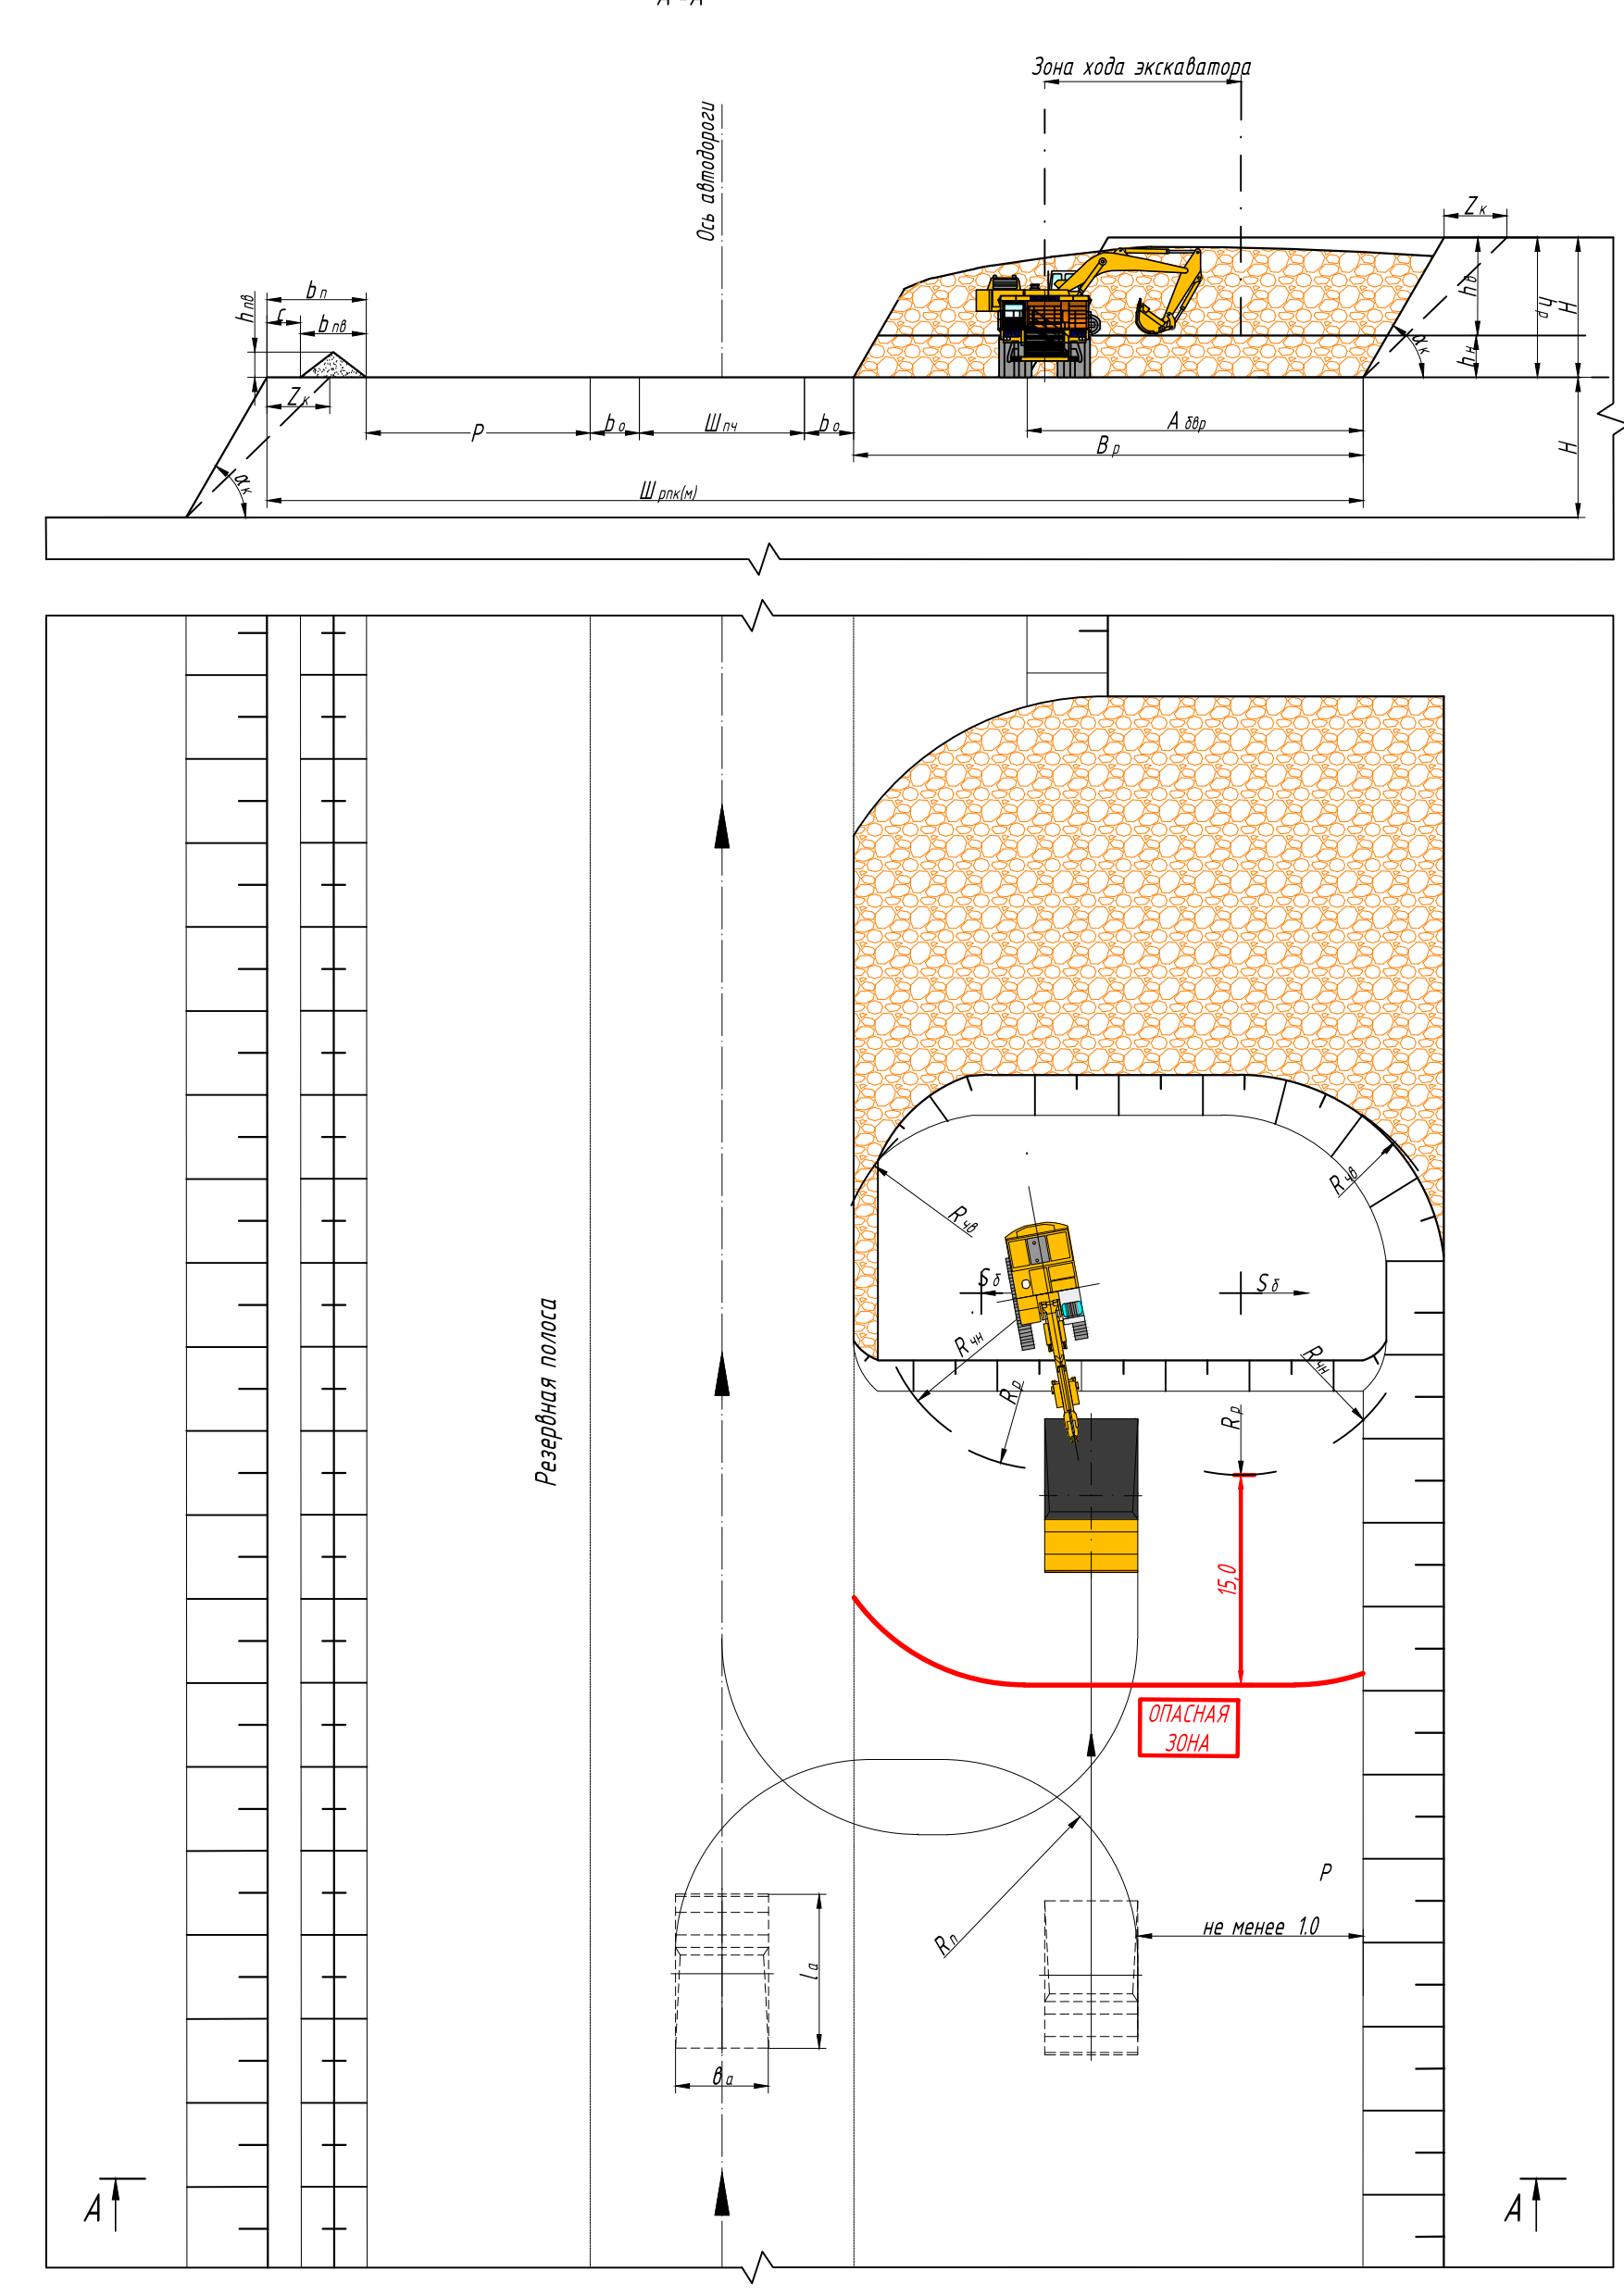 А - А
Зона хода экскаватора
Ось автодороги
Z к
b п
h пв
r
b пв
h в
h ч
H
α к
h н
Z к
P
b о
Ш пч
b о
А бвр
В р
H
α к
Ш рпк(м)
R чв
R чв
S б
S б
Резервная полоса
R чн
R чн
R р
R р
15,0
ОПАСНАЯ
ЗОНА
Р
не менее 1.0
R п
l а
в а
А
А